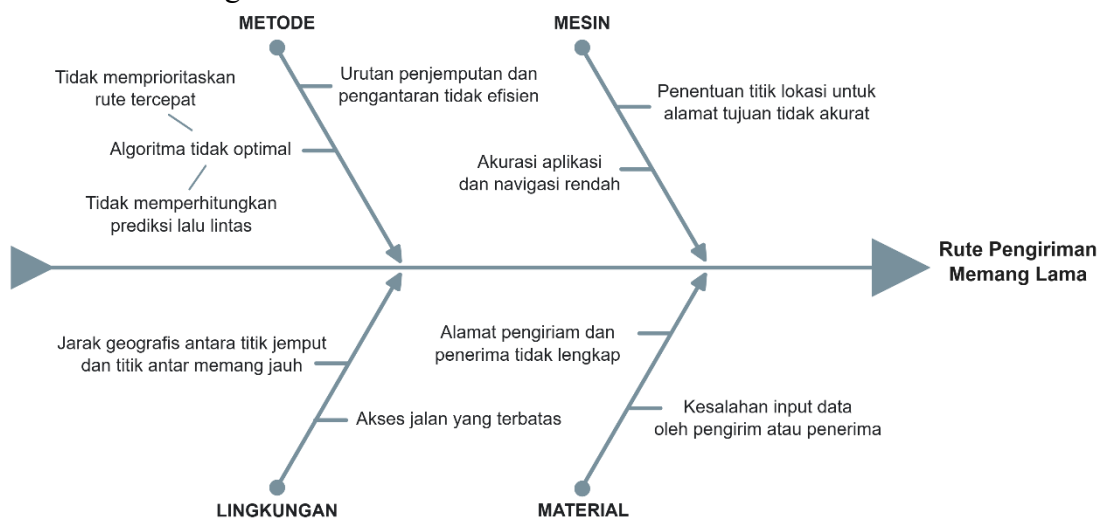 METODE
MESIN
Tidak memprioritaskan
rute tercepat
Urutan penjemputan dan
pengantaran tidak efisien
Algoritma tidak optimal
Tidak memperhitungkan
prediksi lalu lintas
Penentuan titik lokasi untuk
alamat tujuan tidak akurat
Akurasi aplikasi
dan navigasi rendah
Rute Pengiriman
Memang Lama
Jarak geografis antara titik jemput
dan titik antar memang jauh
Akses jalan yang terbatas
Alamat pengiriam dan
penerima tidak lengkap
Kesalahan input data
oleh pengirim atau penerima
LINGKUNGAN
MATERIAL